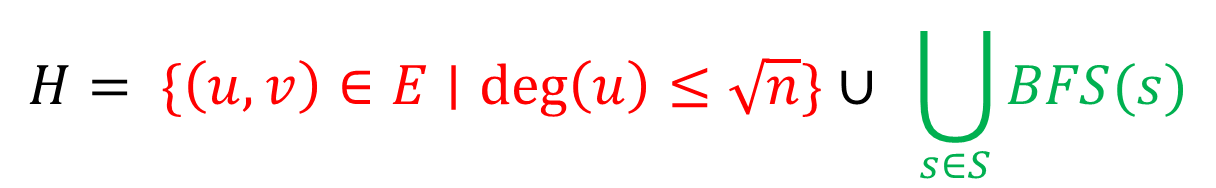 H = {(u, v) ∈ E | deg(u) ≤ √n} ∪ ⋃ BFS(s)
s∈S